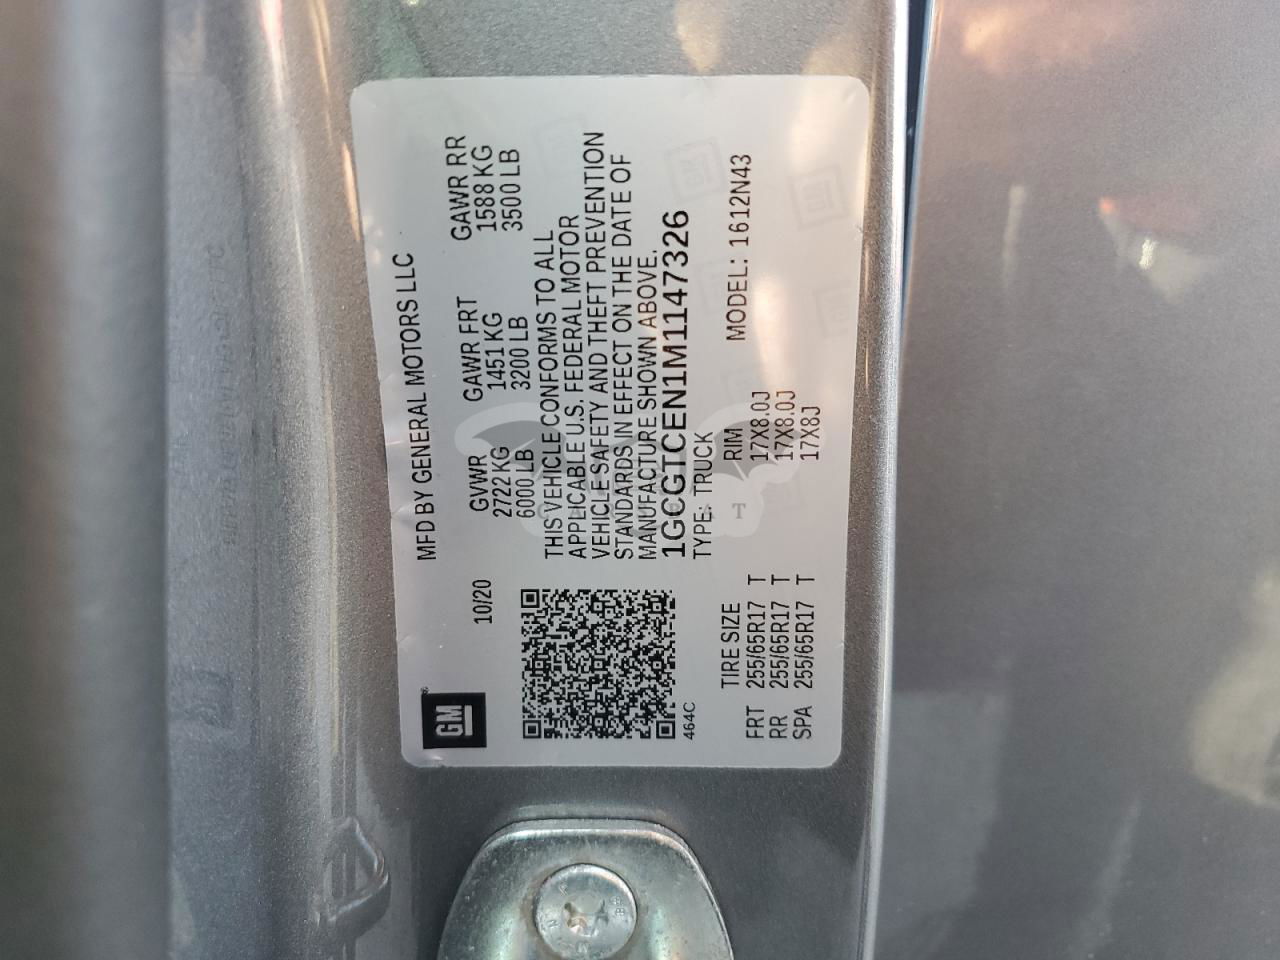 MFD BY GENERAL MOTORS LLC
GM
10/20
GVWR GAWR FRT GAWR RR
2722 KG 1451 KG 1588 KG
6000 LB 3200 LB 3500 LB
THIS VEHICLE CONFORMS TO ALL
APPLICABLE U.S. FEDERAL MOTOR
VEHICLE SAFETY AND THEFT PREVENTION
STANDARDS IN EFFECT ON THE DATE OF
MANUFACTURE SHOWN ABOVE.
1GCGTCEN1M1147326
464C
TYPE: TRUCK
TIRE SIZE RIM MODEL: 1612N43
FRT 255/65R17 T 17X8.0J
RR 255/65R17 T 17X8.0J
SPA 255/65R17 T 17X8J